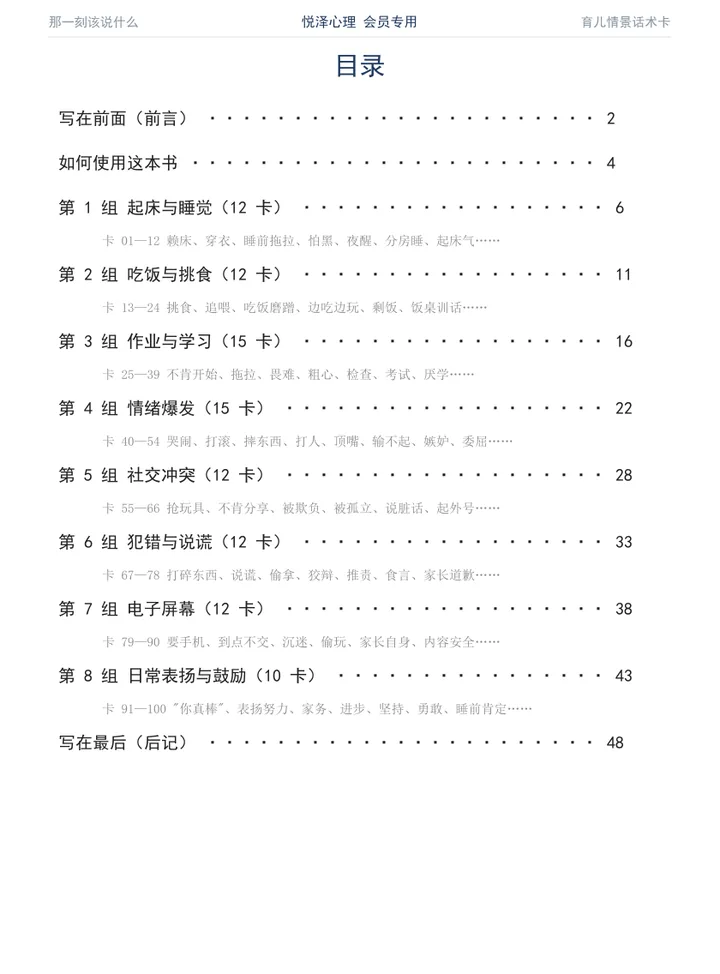 那一刻该说什么 悦泽心理 会员专用 育儿情景话术卡
目录
写在前面（前言） · · · · · · · · · · · · · · · · · · · · · · · 2
如何使用这本书 · · · · · · · · · · · · · · · · · · · · · · · · 4
第 1 组 起床与睡觉（12 卡） · · · · · · · · · · · · · · · · · · 6
卡 01—12 赖床、穿衣、睡前拖拉、怕黑、夜醒、分房睡、起床气……
第 2 组 吃饭与挑食（12 卡） · · · · · · · · · · · · · · · · · · 11
卡 13—24 挑食、追喂、吃饭磨蹭、边吃边玩、剩饭、饭桌训话……
第 3 组 作业与学习（15 卡） · · · · · · · · · · · · · · · · · · 16
卡 25—39 不肯开始、拖拉、畏难、粗心、检查、考试、厌学……
第 4 组 情绪爆发（15 卡） · · · · · · · · · · · · · · · · · · · 22
卡 40—54 哭闹、打滚、摔东西、打人、顶嘴、输不起、嫉妒、委屈……
第 5 组 社交冲突（12 卡） · · · · · · · · · · · · · · · · · · · 28
卡 55—66 抢玩具、不肯分享、被欺负、被孤立、说脏话、起外号……
第 6 组 犯错与说谎（12 卡） · · · · · · · · · · · · · · · · · · 33
卡 67—78 打碎东西、说谎、偷拿、狡辩、推责、食言、家长道歉……
第 7 组 电子屏幕（12 卡） · · · · · · · · · · · · · · · · · · · 38
卡 79—90 要手机、到点不交、沉迷、偷玩、家长自身、内容安全……
第 8 组 日常表扬与鼓励（10 卡） · · · · · · · · · · · · · · · · 43
卡 91—100 "你真棒"、表扬努力、家务、进步、坚持、勇敢、睡前肯定……
写在最后（后记） · · · · · · · · · · · · · · · · · · · · · · · 48